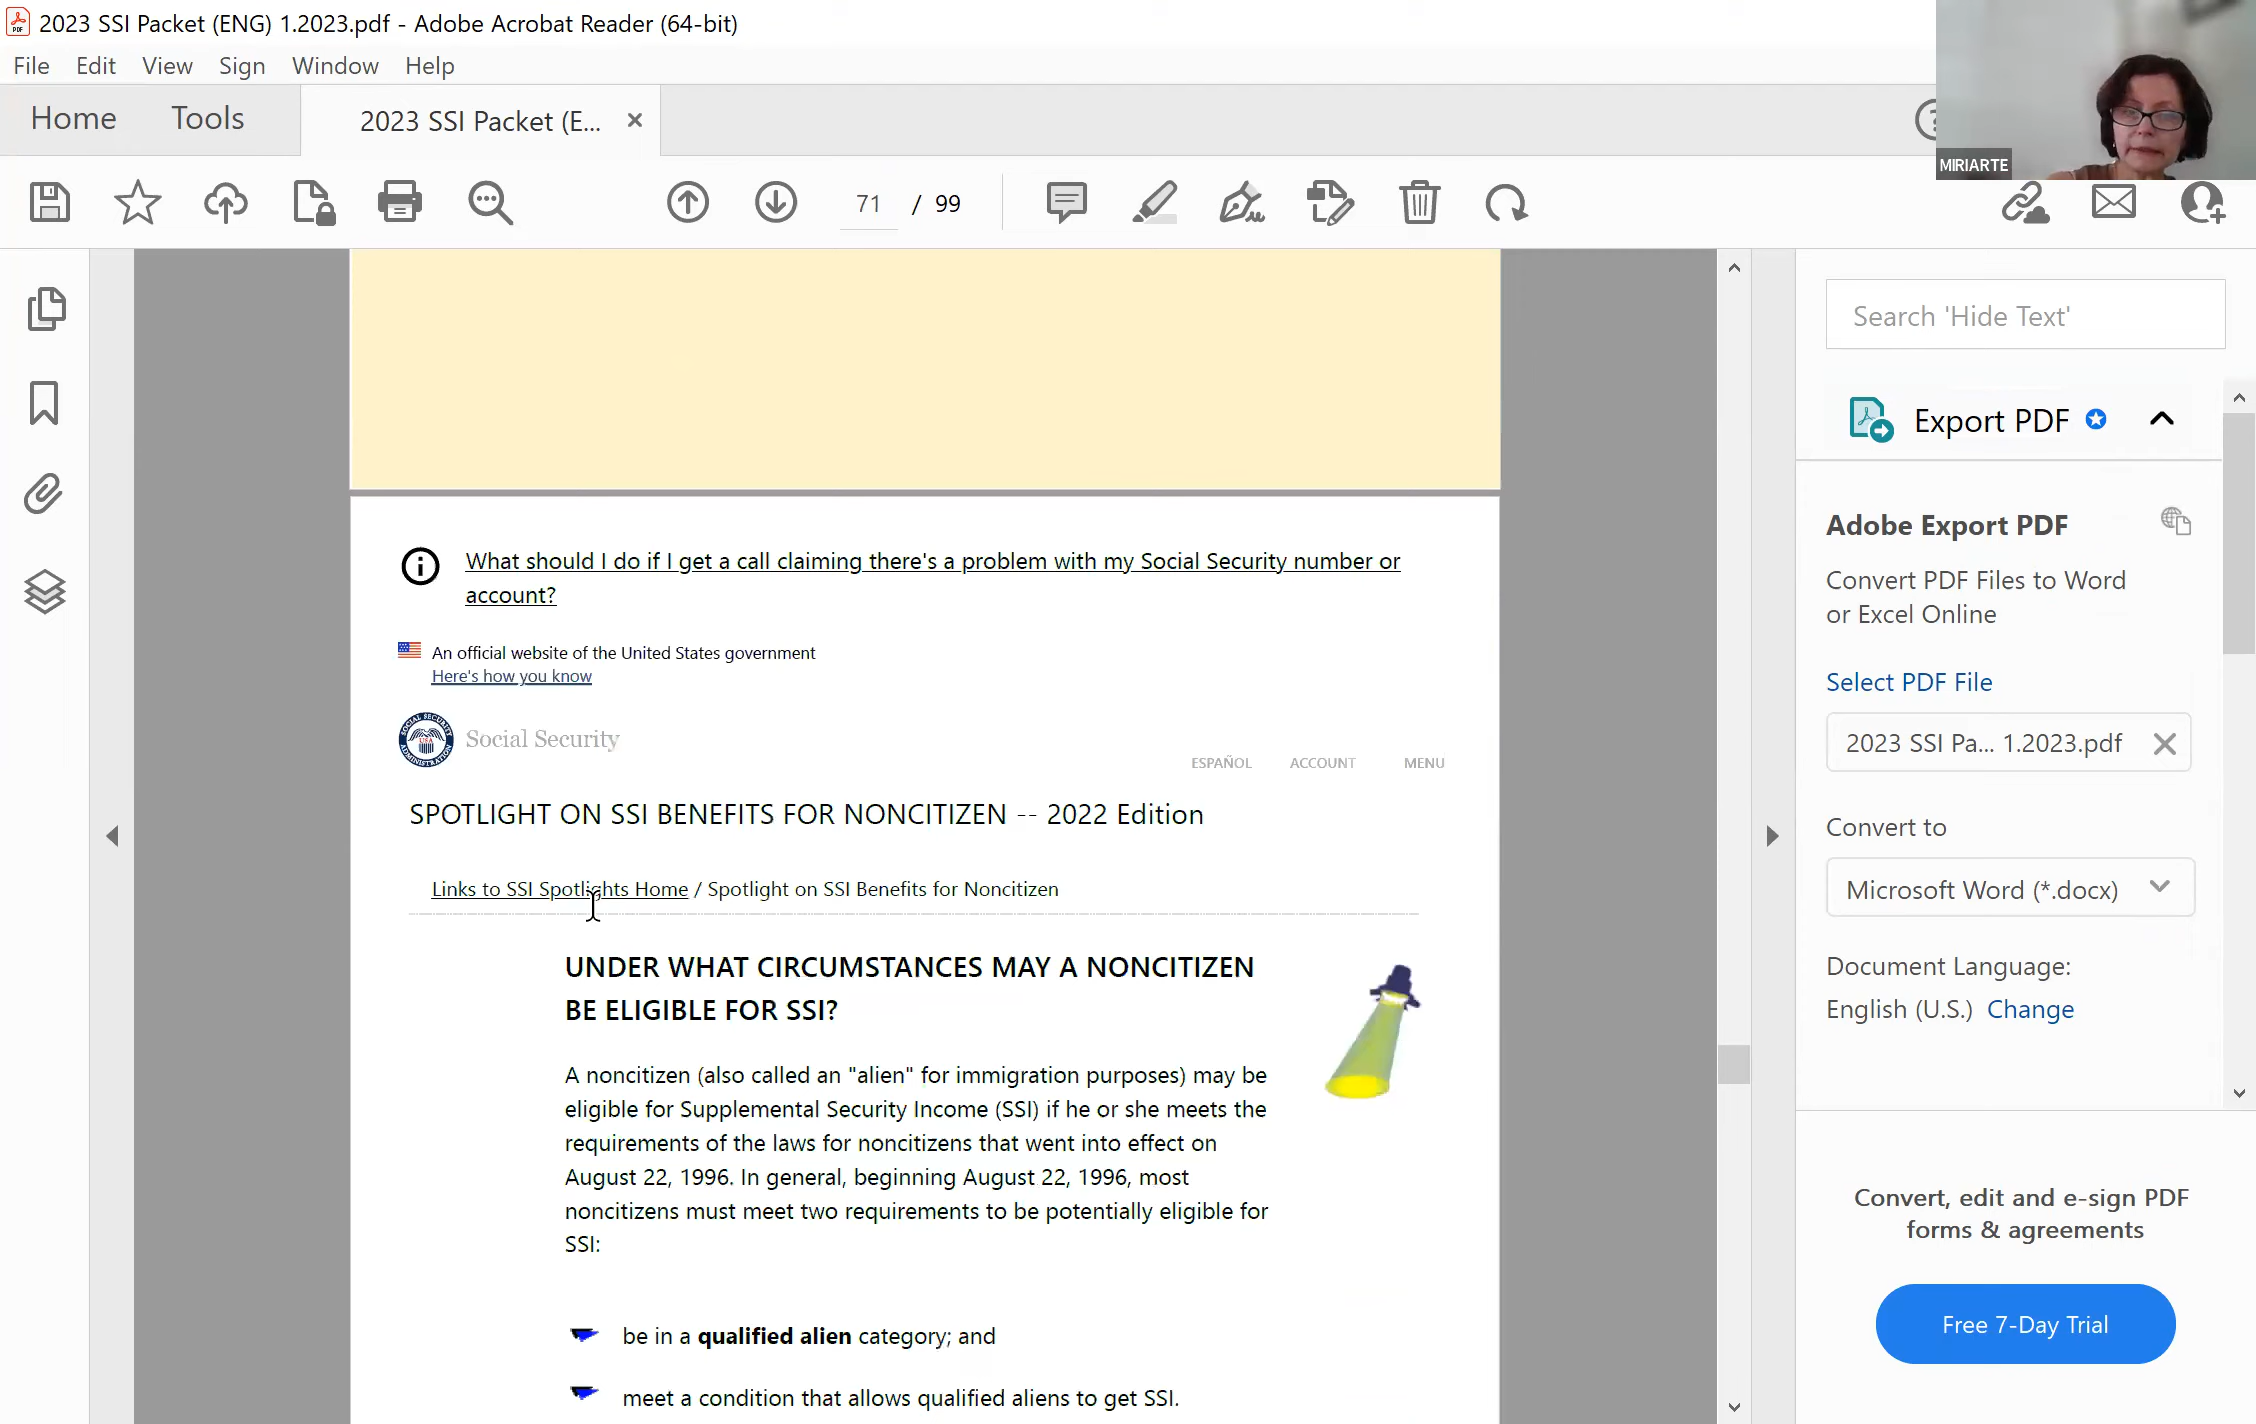 2023 SSI Packet (ENG) 1.2023.pdf - Adobe Acrobat Reader (64-bit)
File Edit View Sign Window Help
Home Tools 2023 SSI Packet (E...
MIRIARTE
71 / 99
Search 'Hide Text'
Export PDF
Adobe Export PDF
Convert PDF Files to Word
or Excel Online
Select PDF File
2023 SSI Pa... 1.2023.pdf
Convert to
Microsoft Word (*.docx)
Document Language:
English (U.S.) Change
Convert, edit and e-sign PDF
forms & agreements
Free 7-Day Trial
What should I do if I get a call claiming there's a problem with my Social Security number or
account?
An official website of the United States government
Here's how you know
Social Security
ESPAÑOL ACCOUNT MENU
SPOTLIGHT ON SSI BENEFITS FOR NONCITIZEN -- 2022 Edition
Links to SSI Spotlights Home / Spotlight on SSI Benefits for Noncitizen
UNDER WHAT CIRCUMSTANCES MAY A NONCITIZEN
BE ELIGIBLE FOR SSI?
A noncitizen (also called an "alien" for immigration purposes) may be
eligible for Supplemental Security Income (SSI) if he or she meets the
requirements of the laws for noncitizens that went into effect on
August 22, 1996. In general, beginning August 22, 1996, most
noncitizens must meet two requirements to be potentially eligible for
SSI:
be in a qualified alien category; and
meet a condition that allows qualified aliens to get SSI.